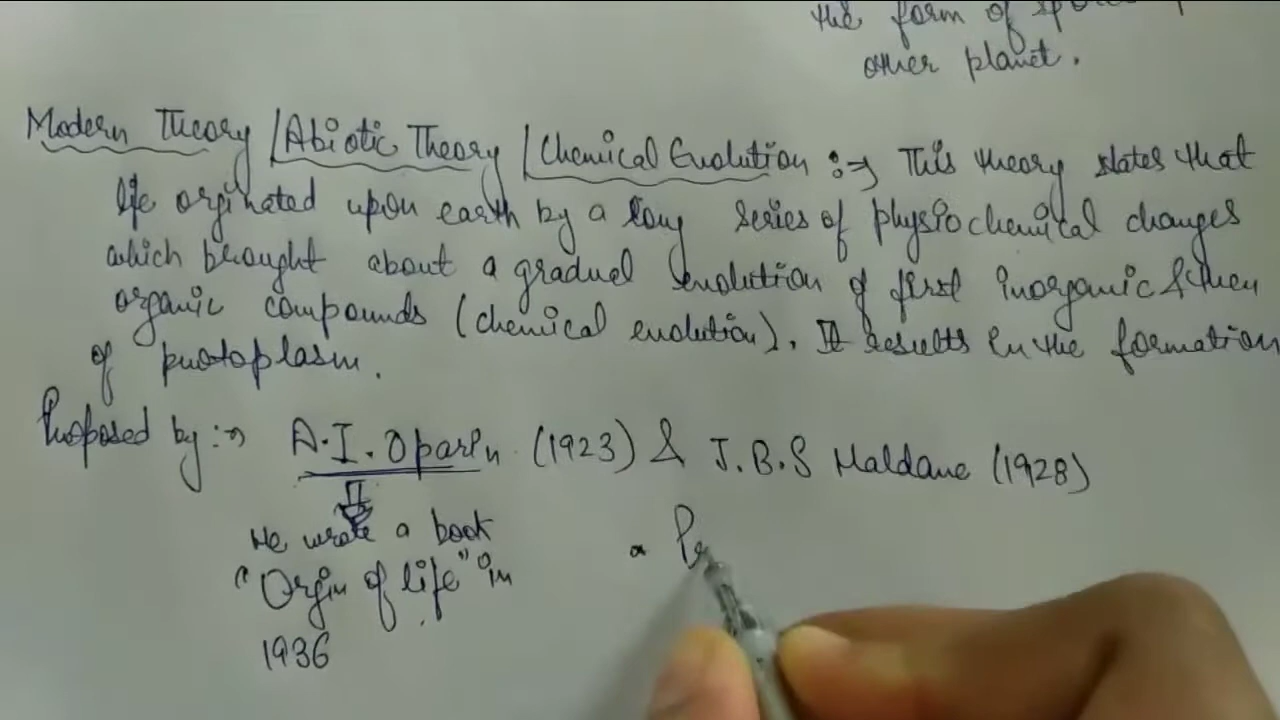 the form of
other planet.
Modern Theory |Abiotic Theory |Chemical Evolution :→ This theory states that
life orginated upon earth by a long series of physiochemical changes
which brought about a gradual evolution of first inorganic & then
organic compounds (chemical evolution). It results in the formation
of protoplasm.
Proposed by:→ A.I. Oparin (1923) & J.B.S Haldane (1928)
He wrote a book
"Orgin of life" in
1936